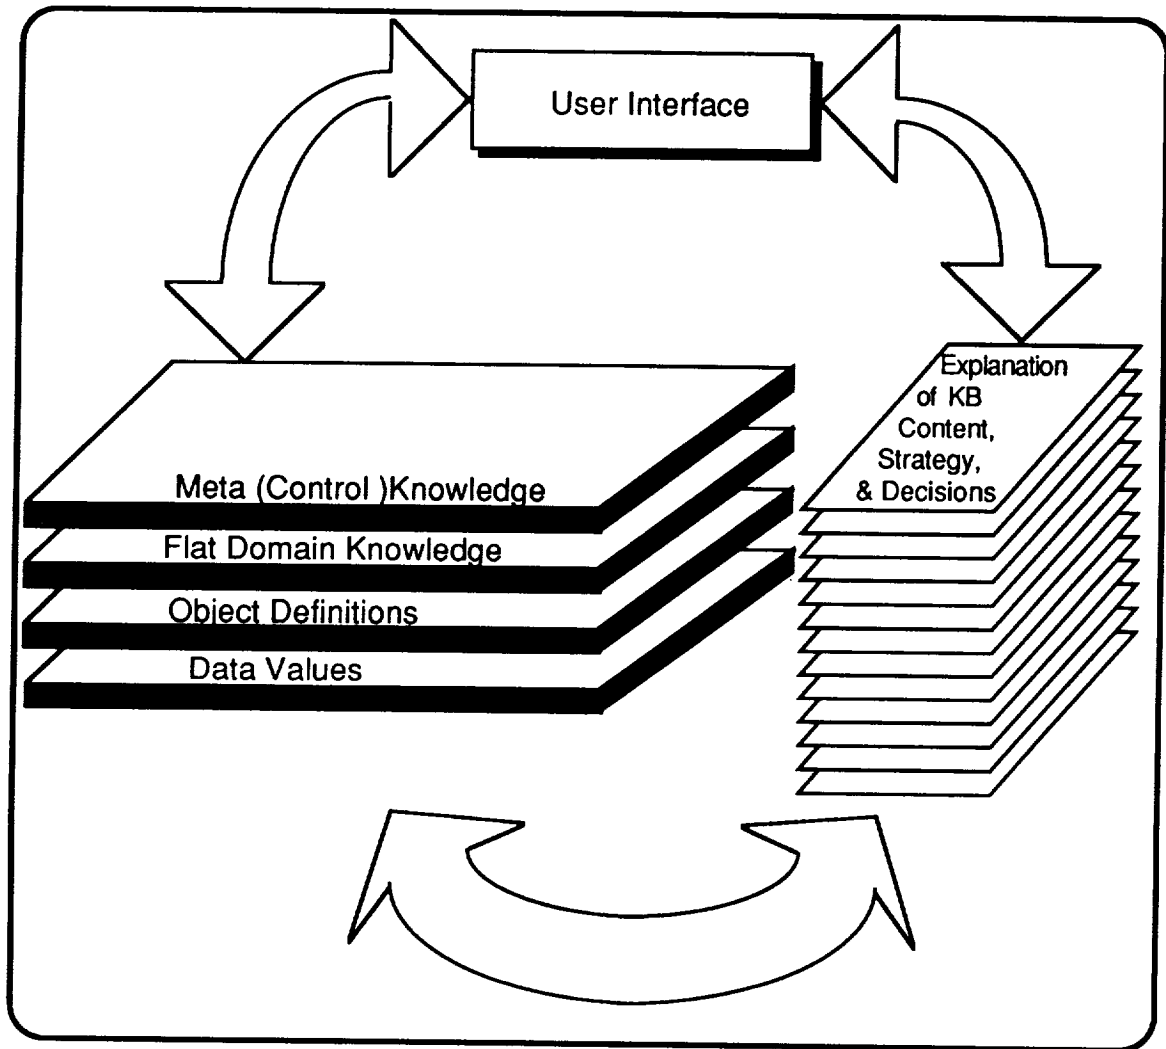 User Interface
Explanation
of KB
Content,
Strategy,
& Decisions
Meta (Control )Knowledge
Flat Domain Knowledge
Object Definitions
Data Values